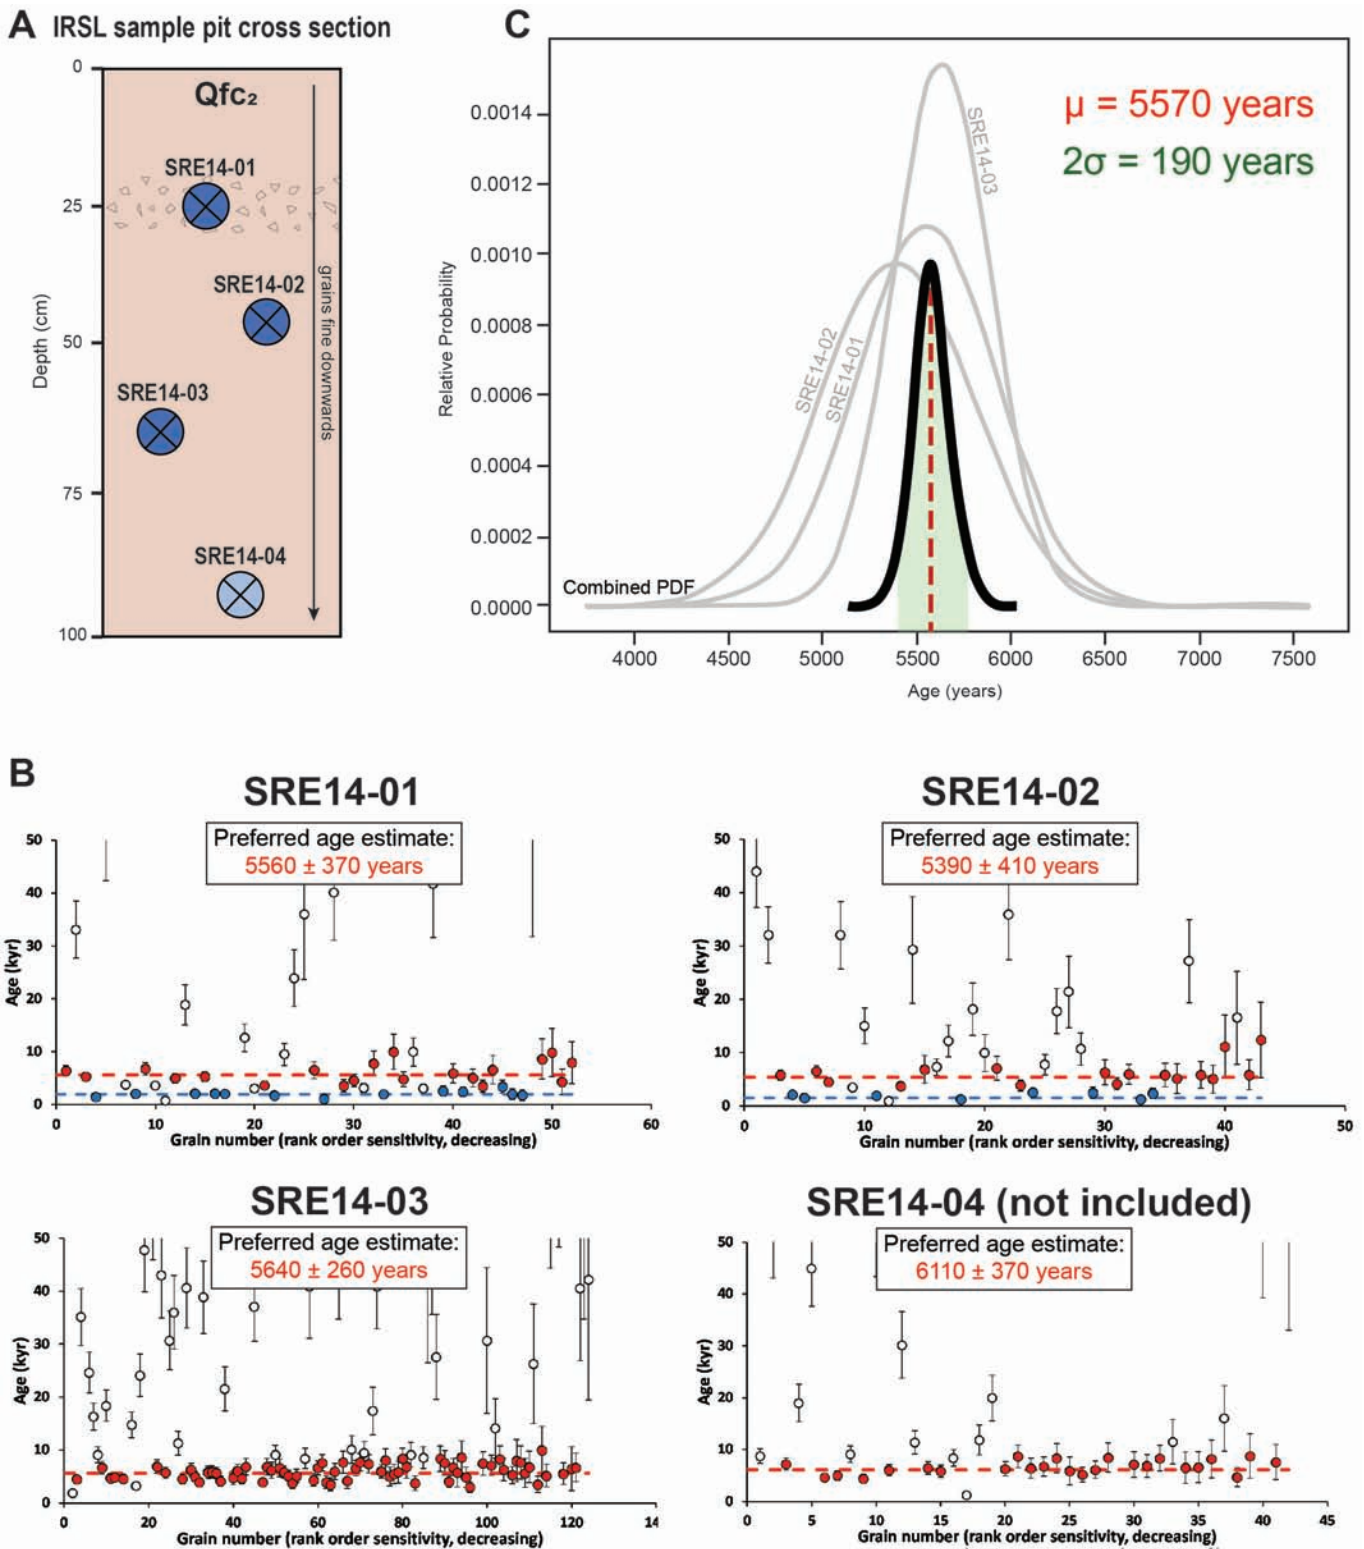 A IRSL sample pit cross section
0
25
50
75
100
Depth (cm)
Qfc₂
SRE14-01
SRE14-02
SRE14-03
SRE14-04
grains fine downwards
C
μ = 5570 years
2σ = 190 years
0.0014
0.0012
0.0010
0.0008
0.0006
0.0004
0.0002
0.0000
Relative Probability
SRE14-03
SRE14-02
SRE14-01
Combined PDF
4000 4500 5000 5500 6000 6500 7000 7500
Age (years)
B
SRE14-01
Preferred age estimate:
5560 ± 370 years
50
40
30
20
10
0
Age (kyr)
0 10 20 30 40 50 60
Grain number (rank order sensitivity, decreasing)
SRE14-02
Preferred age estimate:
5390 ± 410 years
50
40
30
20
10
0
Age (kyr)
0 10 20 30 40 50
Grain number (rank order sensitivity, decreasing)
SRE14-03
Preferred age estimate:
5640 ± 260 years
50
40
30
20
10
0
Age (kyr)
0 20 40 60 80 100 120 14
Grain number (rank order sensitivity, decreasing)
SRE14-04 (not included)
Preferred age estimate:
6110 ± 370 years
50
40
30
20
10
0
Age (kyr)
0 5 10 15 20 25 30 35 40 45
Grain number (rank order sensitivity, decreasing)